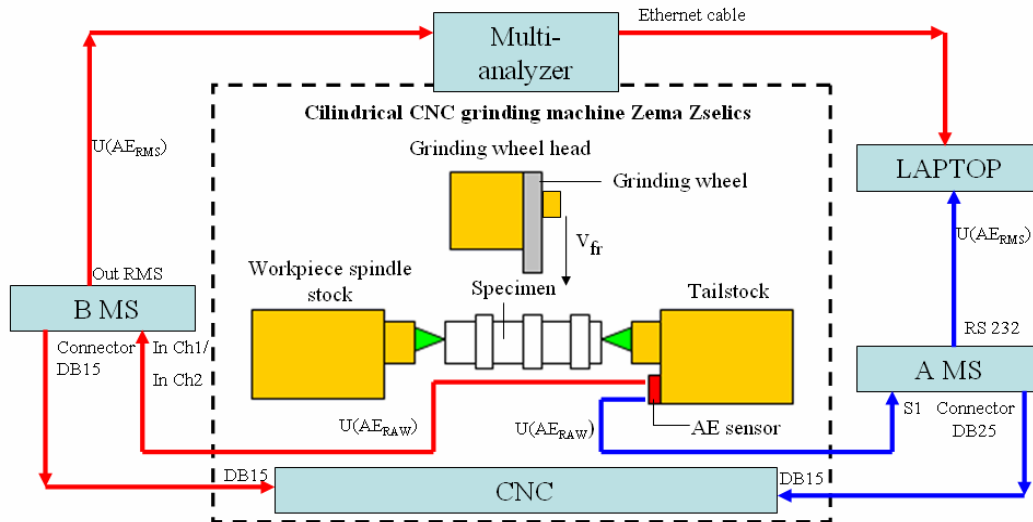 Ethernet cable
Multi-
analyzer
Cilindrical CNC grinding machine Zema Zselics
Grinding wheel head
U(AE_RMS)
Grinding wheel
LAPTOP
V_fr
U(AE_RMS)
Out RMS
Workpiece spindle
stock
Specimen
Tailstock
B MS
RS 232
Connector
DB15
In Ch1/
In Ch2
A MS
S1
Connector
DB25
U(AE_RAW)
U(AE_RAW)
AE sensor
DB15
CNC
DB15